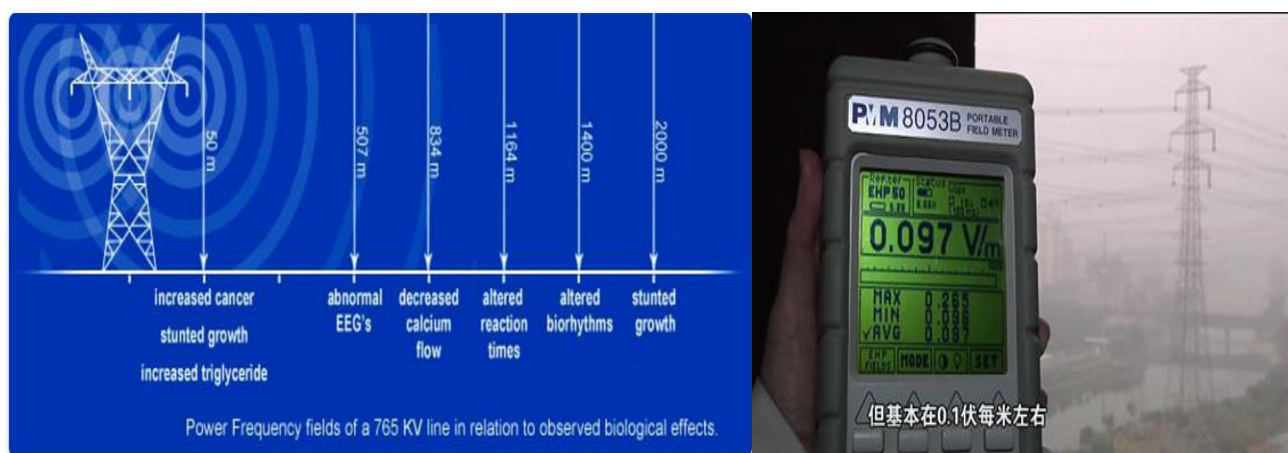 50 m
507 m
834 m
1164 m
1400 m
2000 m
increased cancer
stunted growth
increased triglyceride
abnormal
EEG's
decreased
calcium
flow
altered
reaction
times
altered
biorhythms
stunted
growth
Power Frequency fields of a 765 KV line in relation to observed biological effects.
PMM 8053B PORTABLE
FIELD METER
Status
EHP50
0.097 V/m
MAX 0.265
MIN
AVG 0.097
EHP
FIELDS
MODE
SET
但基本在0.1伏每米左右